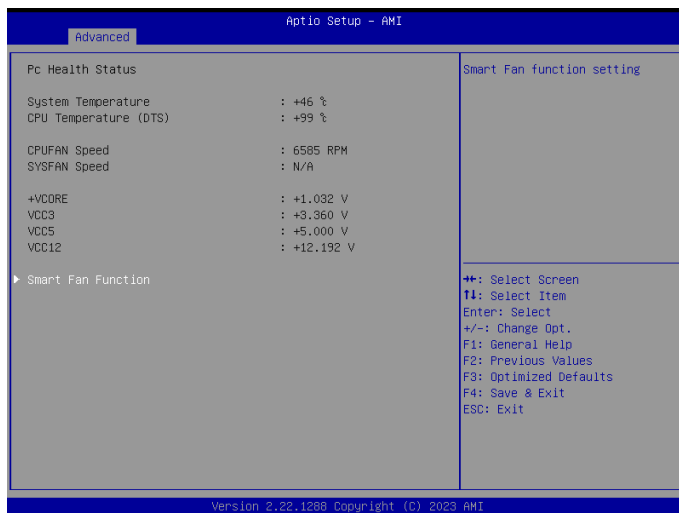 Aptio Setup – AMI
Advanced
Pc Health Status
System Temperature : +46 %
CPU Temperature (DTS) : +99 %
CPUFAN Speed : 6585 RPM
SYSFAN Speed : N/A
+VCORE : +1.032 V
VCC3 : +3.360 V
VCC5 : +5.000 V
VCC12 : +12.192 V
▶ Smart Fan Function
Smart Fan function setting
→←: Select Screen
↑↓: Select Item
Enter: Select
+/-: Change Opt.
F1: General Help
F2: Previous Values
F3: Optimized Defaults
F4: Save & Exit
ESC: Exit
Version 2.22.1288 Copyright (C) 2023 AMI